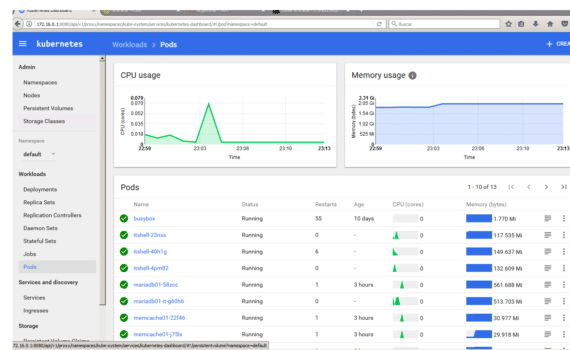 172.16.0.1:8080/api/v1/proxy/namespaces/kube-system/services/kubernetes-dashboard/#!/pod?namespace=default
Buscar
kubernetes
Workloads > Pods
+ CREA
Admin
Namespaces
Nodes
Persistent Volumes
Storage Classes
Namespace
default
Workloads
Deployments
Replica Sets
Replication Controllers
Daemon Sets
Stateful Sets
Jobs
Pods
Services and discovery
Services
Ingresses
Storage
CPU usage
CPU (cores)
0.079
0.070
0.052
0.035
0.018
0
22:59 23:03 23:06 23:10 23:13
Time
Memory usage
Memory (bytes)
2.31 Gi
2.05 Gi
1.54 Gi
1.02 Gi
525 Mi
0
22:59 23:03 23:06 23:10 23:13
Time
Pods
1 - 10 of 13
Name Status Restarts Age CPU (cores) Memory (bytes)
busybox Running 55 10 days 0 1.770 Mi
itshell-23nos Running 0 - 0 117.535 Mi
itshell-40h1g Running 6 - 0 149.637 Mi
itshell-4pm82 Running 0 - 0 132.609 Mi
mariadb01-58zcc Running 1 3 hours 0 561.688 Mi
mariadb01-it-g60h6 Running 0 - 0 513.703 Mi
memcache01-22f46 Running 1 3 hours 0 30.977 Mi
memcache01-j75lx Running 1 3 hours 0 29.918 Mi
72.16.0.1:8080/api/v1/proxy/namespaces/kube-system/services/kubernetes-dashboard/#!/persistentvolume?namespace=default